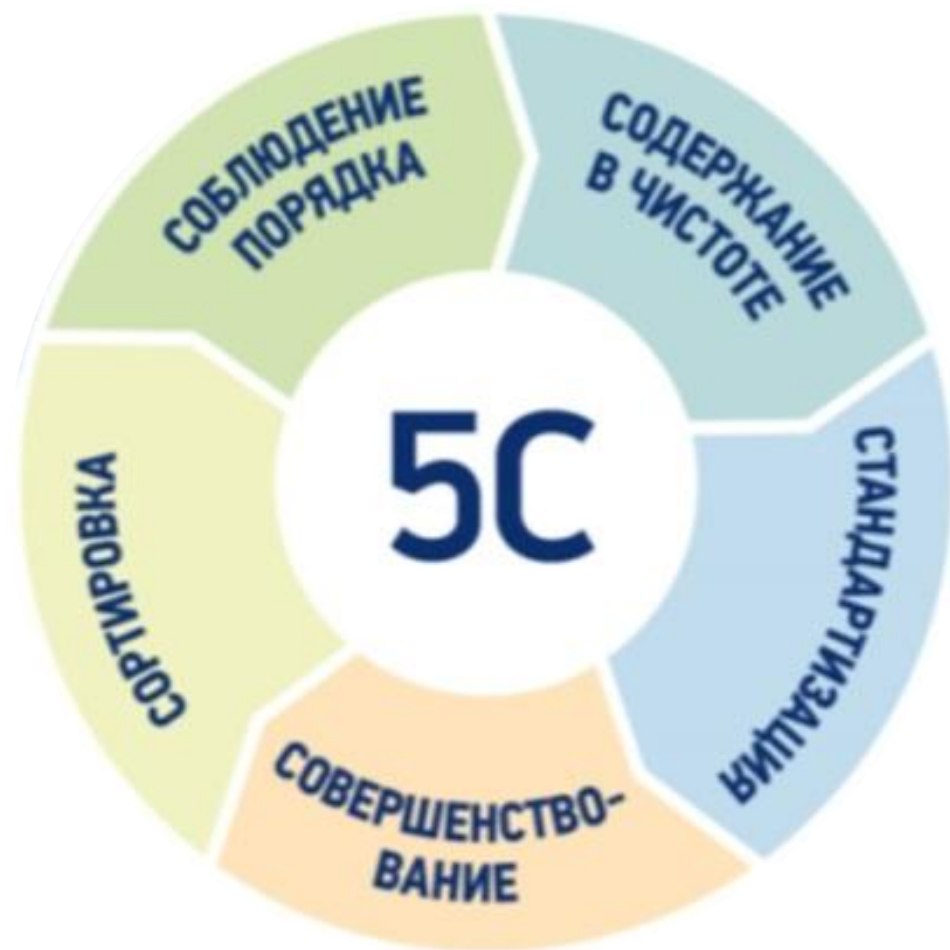 СОБЛЮДЕНИЕ
ПОРЯДКА
СОДЕРЖАНИЕ
В ЧИСТОТЕ
СТАНДАРТИЗАЦИЯ
СОВЕРШЕНСТВО-
ВАНИЕ
СОРТИРОВКА
5С